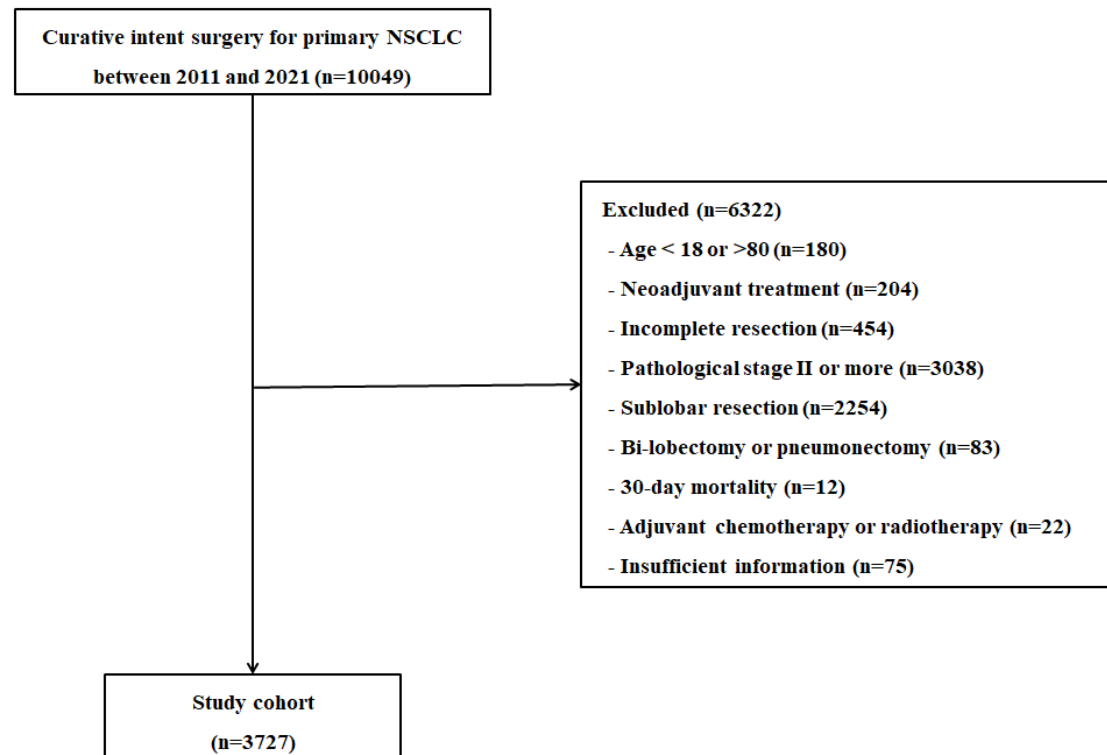 Curative intent surgery for primary NSCLC
between 2011 and 2021 (n=10049)
Excluded (n=6322)
- Age < 18 or >80 (n=180)
- Neoadjuvant treatment (n=204)
- Incomplete resection (n=454)
- Pathological stage II or more (n=3038)
- Sublobar resection (n=2254)
- Bi-lobectomy or pneumonectomy (n=83)
- 30-day mortality (n=12)
- Adjuvant chemotherapy or radiotherapy (n=22)
- Insufficient information (n=75)
Study cohort
(n=3727)